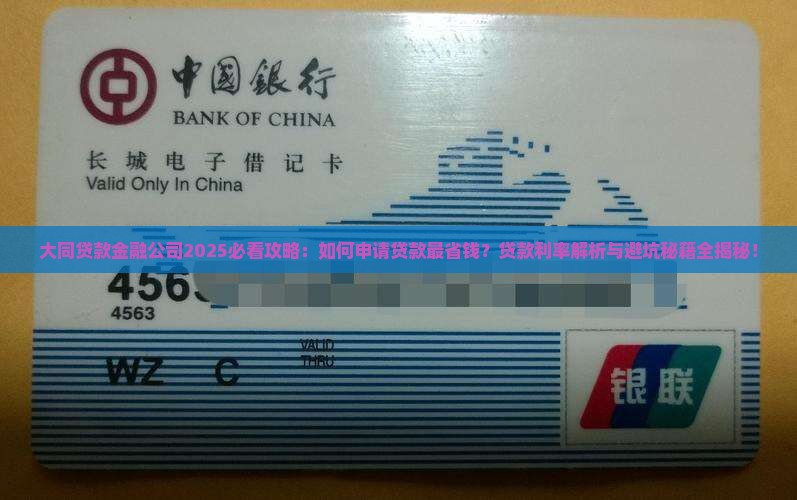 中國銀行
BANK OF CHINA
长城电子借记卡
Valid Only In China
大同贷款金融公司2025必看攻略：如何申请贷款最省钱？贷款利率解析与避坑秘籍全揭秘！
4563
4563
VALID
THRU
WZ C
银联